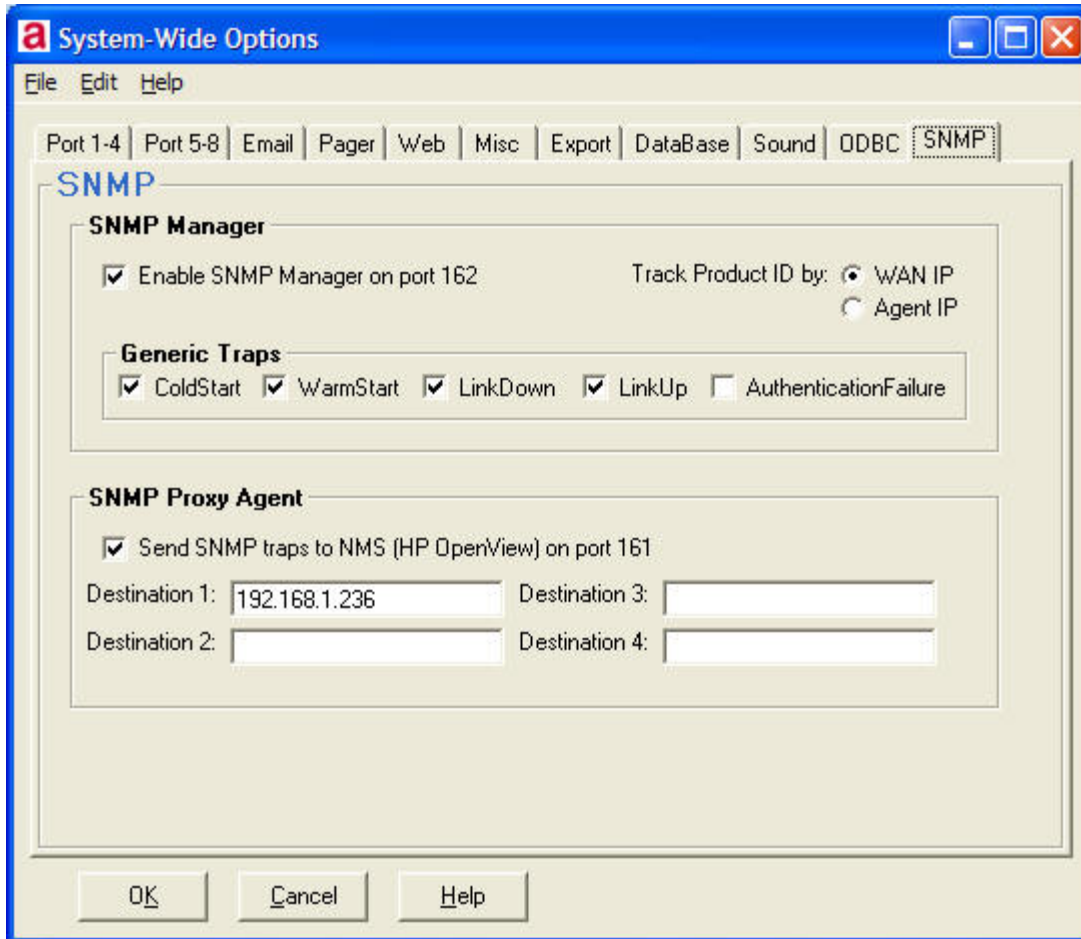 a System-Wide Options
File Edit Help
Port 1-4 Port 5-8 Email Pager Web Misc Export DataBase Sound ODBC SNMP
SNMP
SNMP Manager
Enable SNMP Manager on port 162 Track Product ID by: WAN IP
Agent IP
Generic Traps
ColdStart WarmStart LinkDown LinkUp AuthenticationFailure
SNMP Proxy Agent
Send SNMP traps to NMS (HP OpenView) on port 161
Destination 1: 192.168.1.236 Destination 3:
Destination 2: Destination 4:
OK Cancel Help